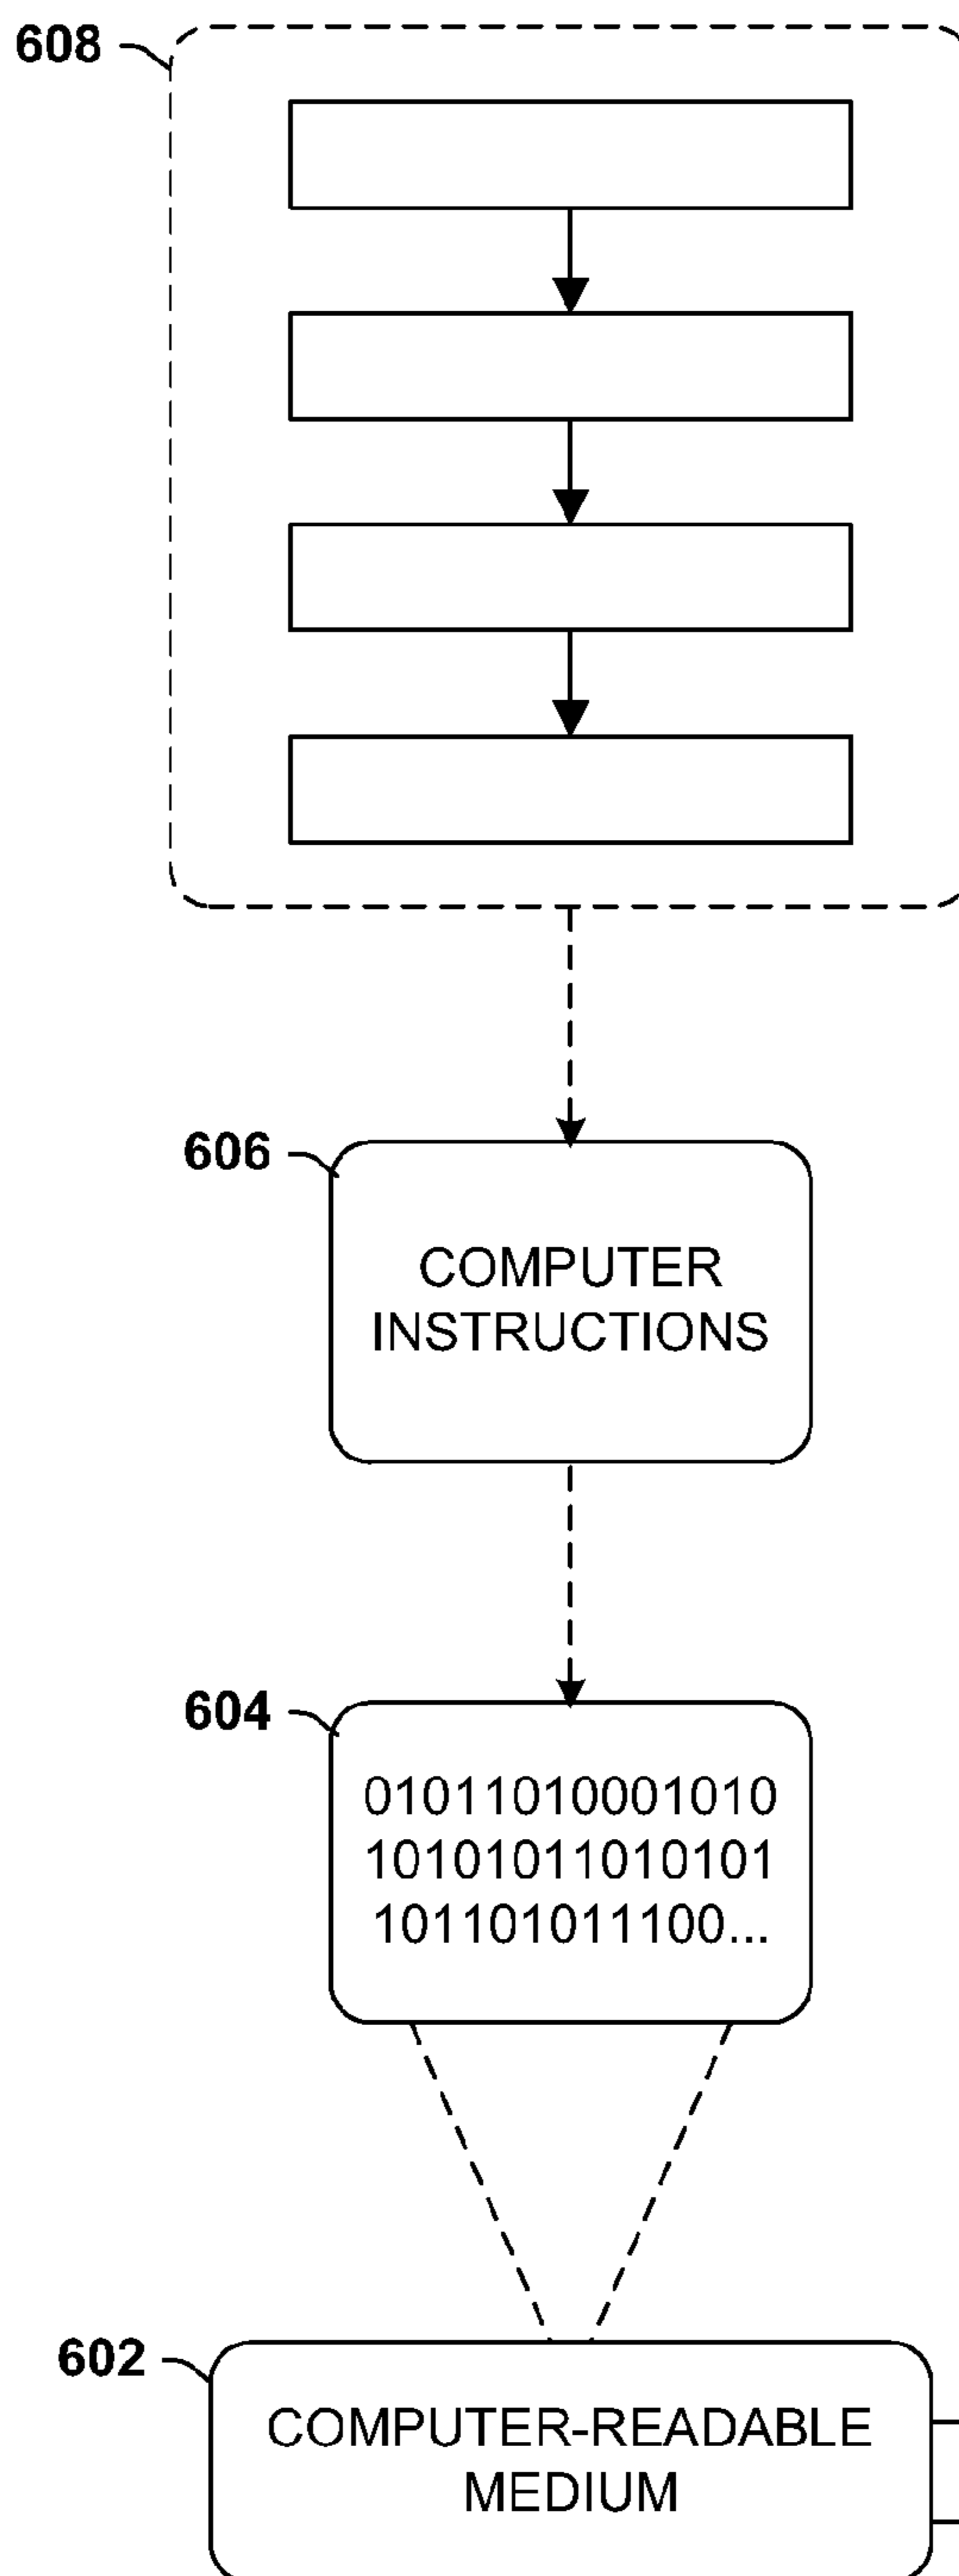 608
606
COMPUTER
INSTRUCTIONS
604
01011010001010
10101011010101
101101011100...
602
COMPUTER-READABLE
MEDIUM